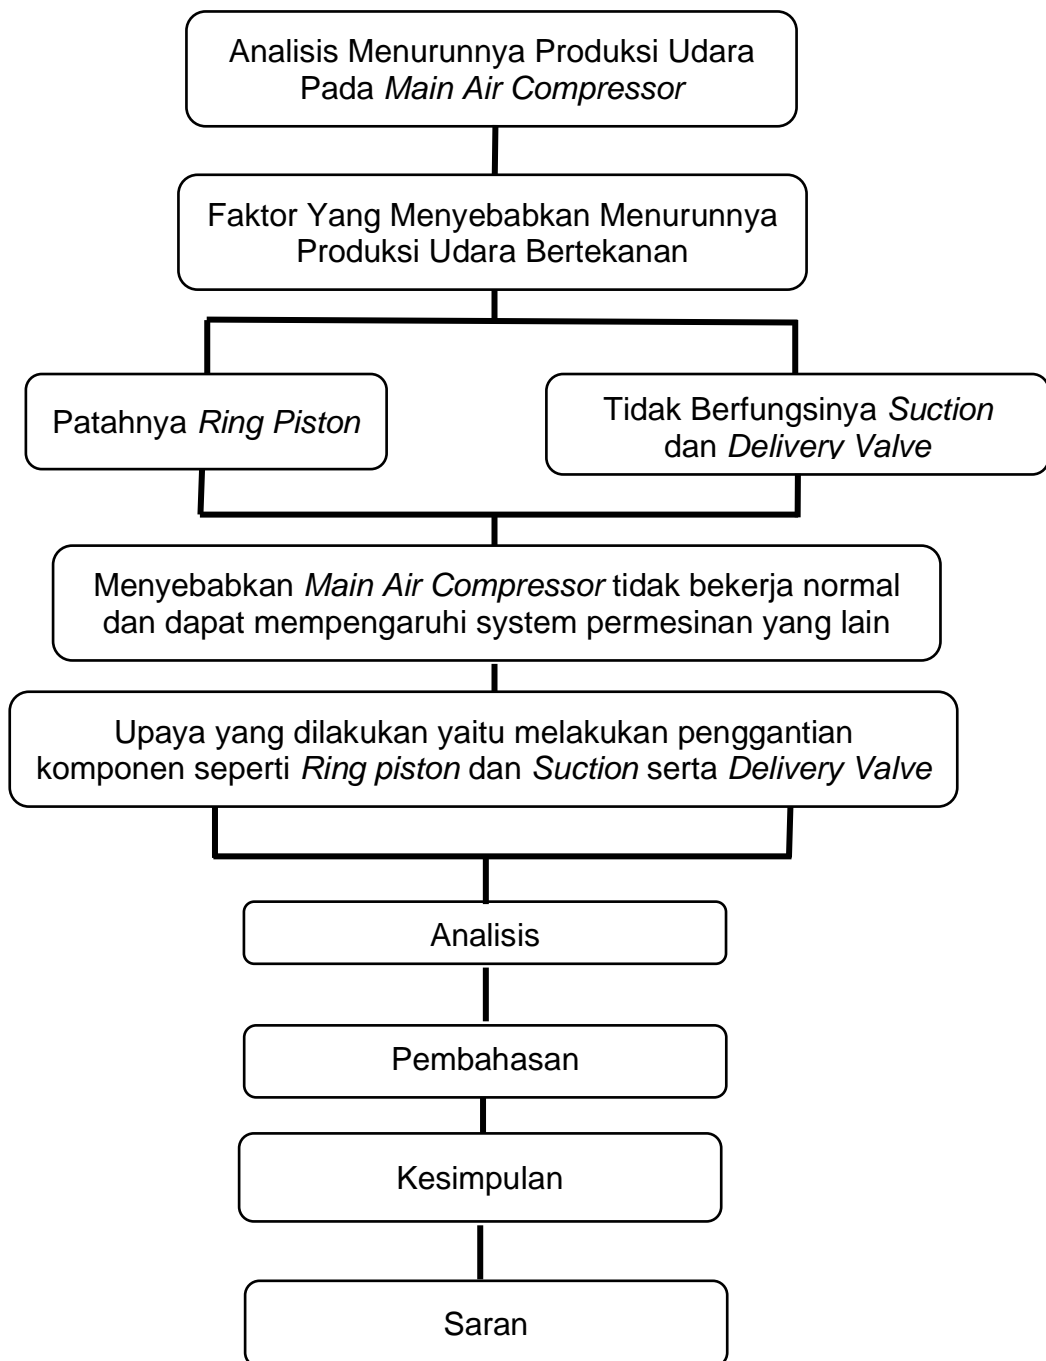 Analisis Menurunnya Produksi Udara
Pada Main Air Compressor
Faktor Yang Menyebabkan Menurunnya
Produksi Udara Bertekanan
Patahnya Ring Piston
Tidak Berfungsinya Suction
dan Delivery Valve
Menyebabkan Main Air Compressor tidak bekerja normal
dan dapat mempengaruhi system permesinan yang lain
Upaya yang dilakukan yaitu melakukan penggantian
komponen seperti Ring piston dan Suction serta Delivery Valve
Analisis
Pembahasan
Kesimpulan
Saran